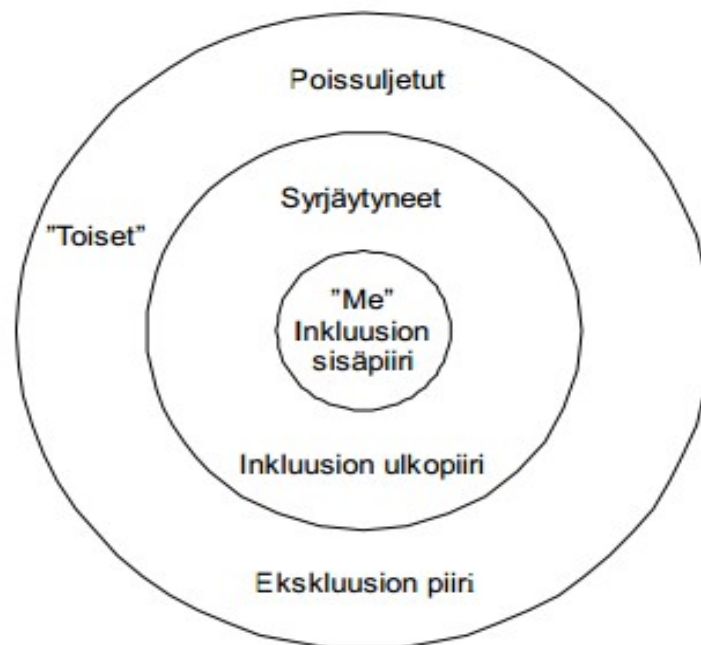 Poissuljetut
Syrjäytyneet
”Toiset”
”Me”
Inkluusion
sisäpiiri
Inkluusion ulkopiiri
Ekskluusion piiri